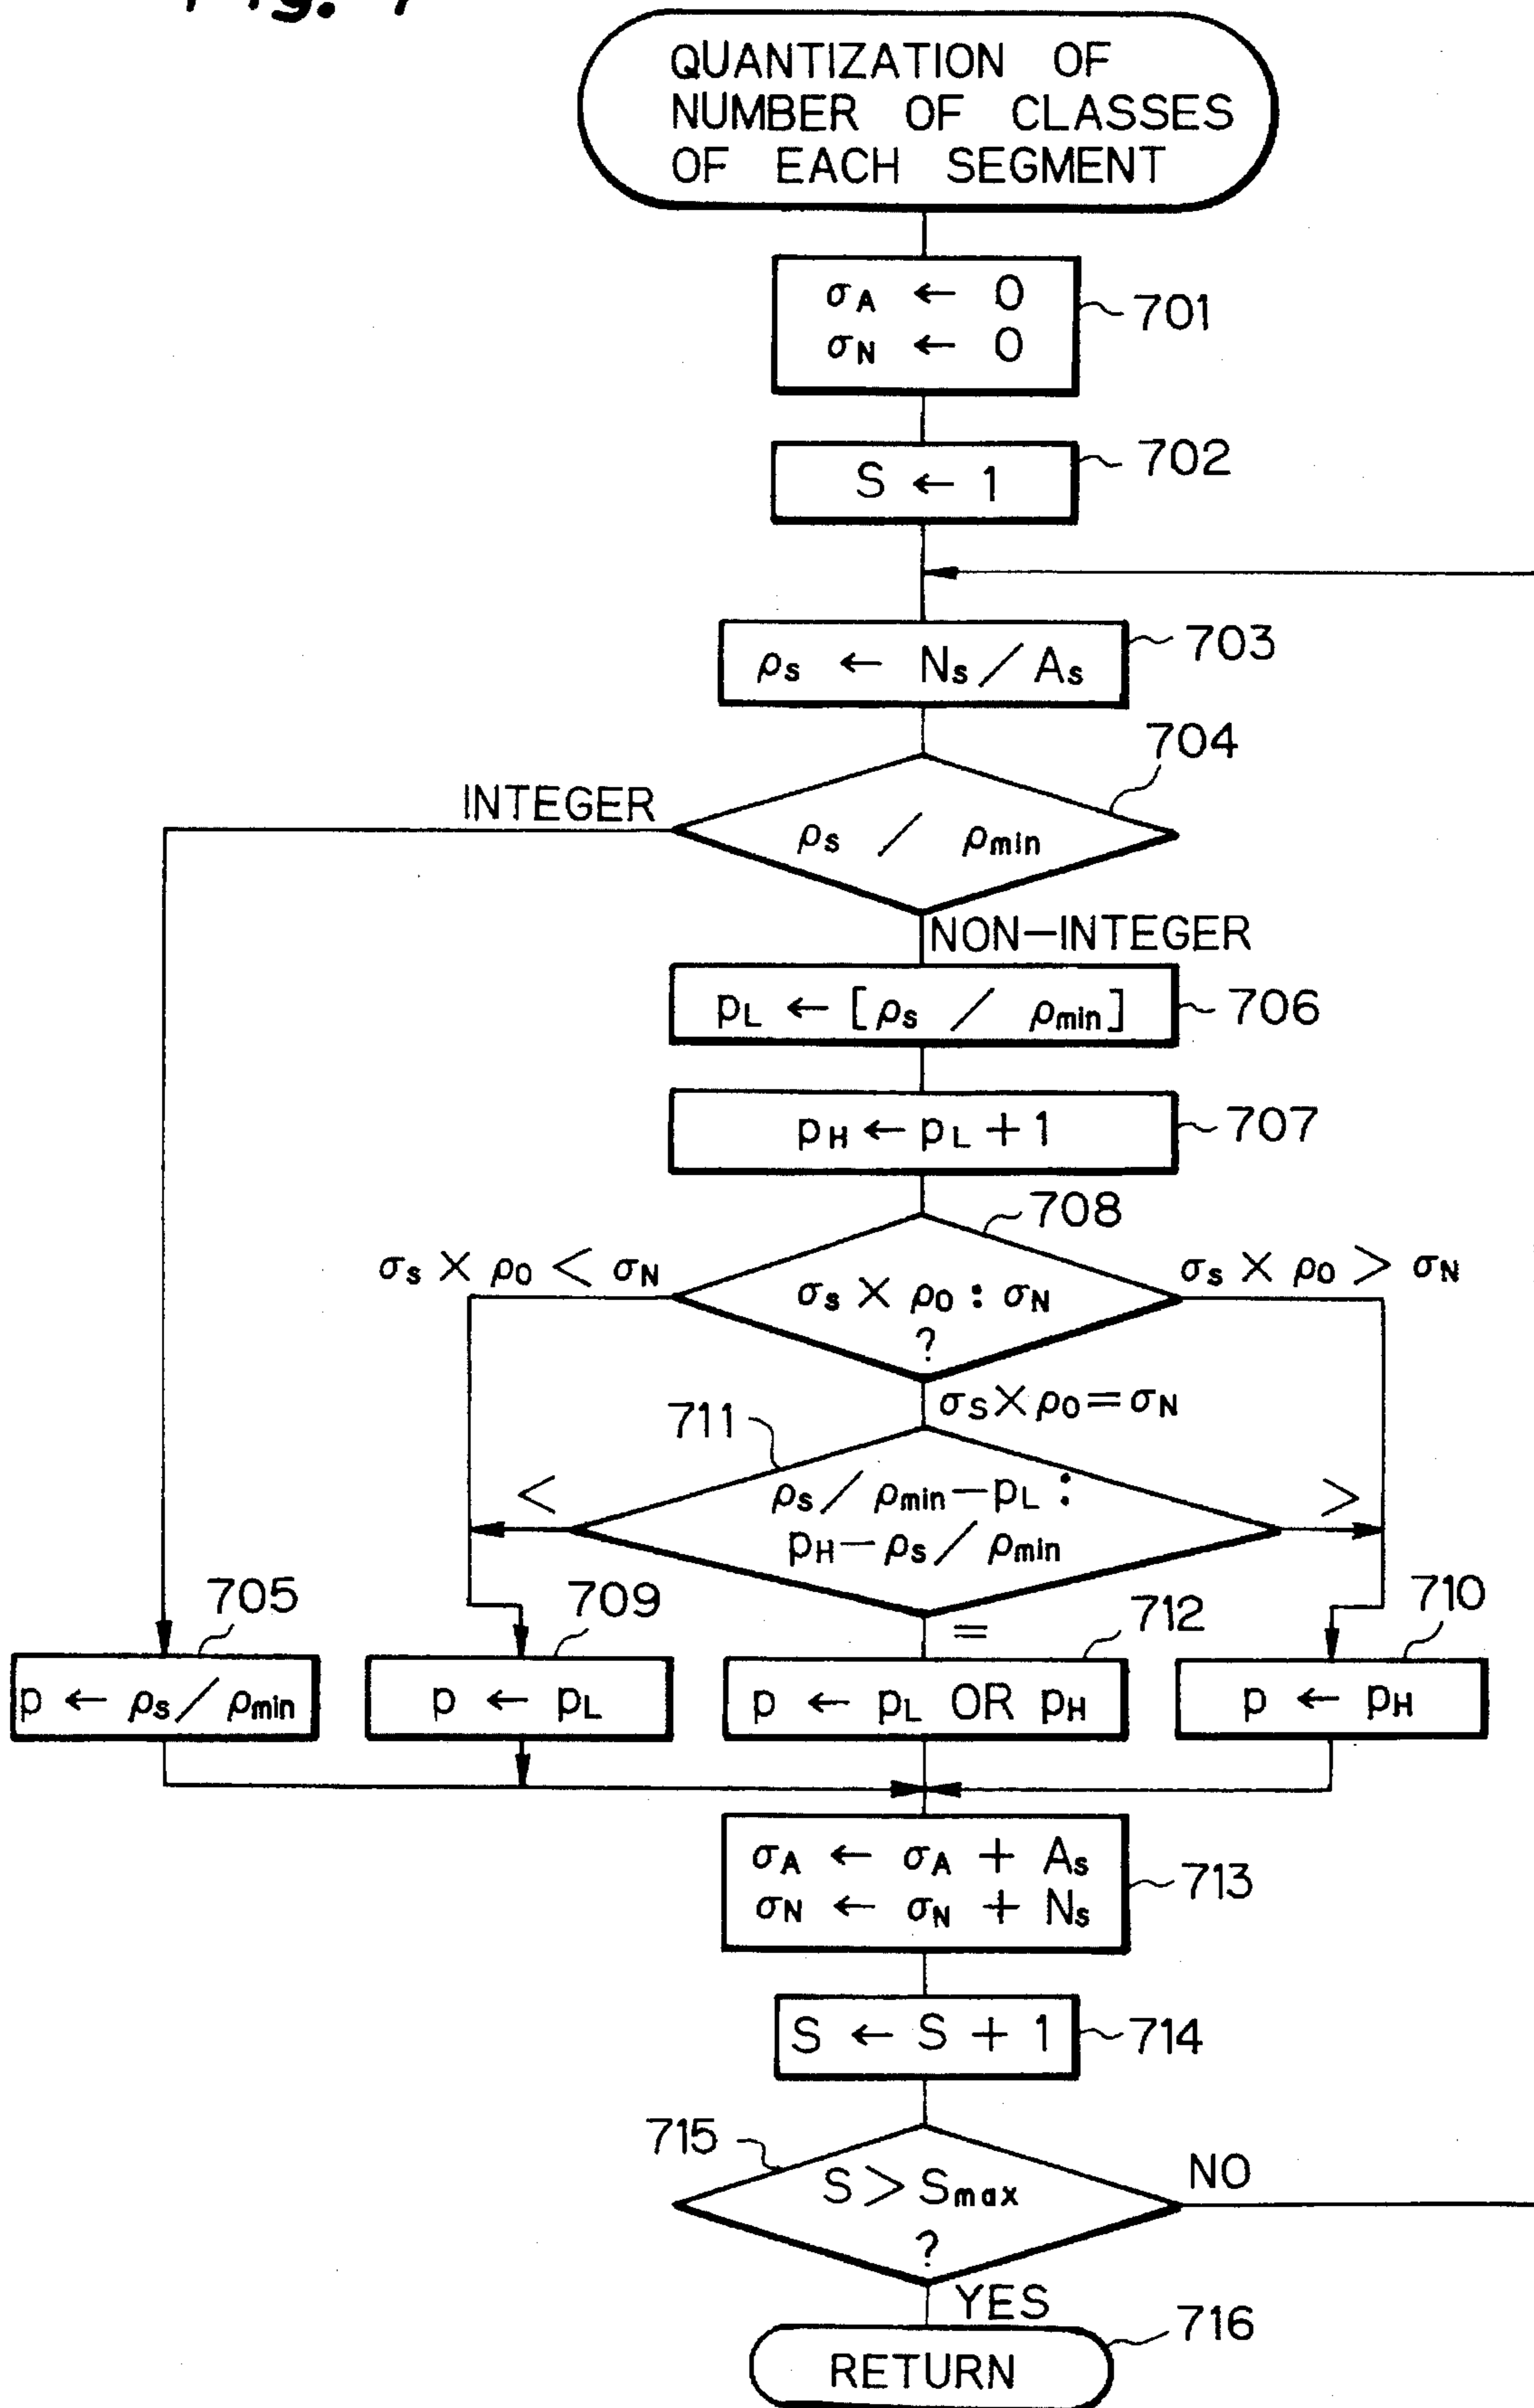 Fig. 7
QUANTIZATION OF
NUMBER OF CLASSES
OF EACH SEGMENT
σA ← 0
σN ← 0
701
S ← 1
702
ρs ← Ns / As
703
704
INTEGER
ρs / ρmin
NON-INTEGER
pL ← [ρs / ρmin]
706
pH ← pL + 1
707
708
σs × ρ0 < σN
σs × ρ0 : σN
?
σs × ρ0 > σN
σS × ρ0 = σN
711
<
ρs / ρmin — pL :
pH — ρs / ρmin
>
=
705
p ← ρs / ρmin
709
p ← pL
712
p ← pL OR pH
710
p ← pH
σA ← σA + As
σN ← σN + Ns
713
S ← S + 1
714
715
S > Smax
?
NO
YES
716
RETURN